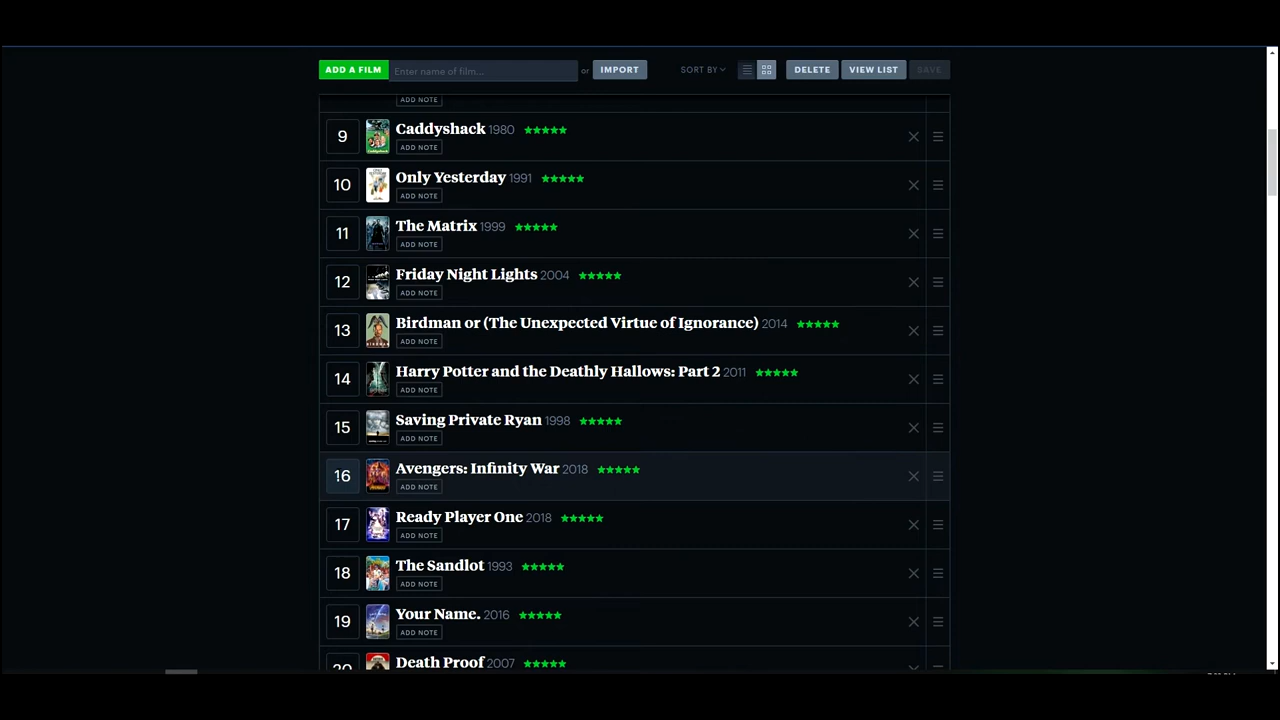 ADD A FILM Enter name of film... or IMPORT SORT BY DELETE VIEW LIST SAVE
ADD NOTE
9 Caddyshack 1980 ★★★★★
ADD NOTE
10 Only Yesterday 1991 ★★★★★
ADD NOTE
11 The Matrix 1999 ★★★★★
ADD NOTE
12 Friday Night Lights 2004 ★★★★★
ADD NOTE
13 Birdman or (The Unexpected Virtue of Ignorance) 2014 ★★★★★
ADD NOTE
14 Harry Potter and the Deathly Hallows: Part 2 2011 ★★★★★
ADD NOTE
15 Saving Private Ryan 1998 ★★★★★
ADD NOTE
16 Avengers: Infinity War 2018 ★★★★★
ADD NOTE
17 Ready Player One 2018 ★★★★★
ADD NOTE
18 The Sandlot 1993 ★★★★★
ADD NOTE
19 Your Name. 2016 ★★★★★
ADD NOTE
20 Death Proof 2007 ★★★★★